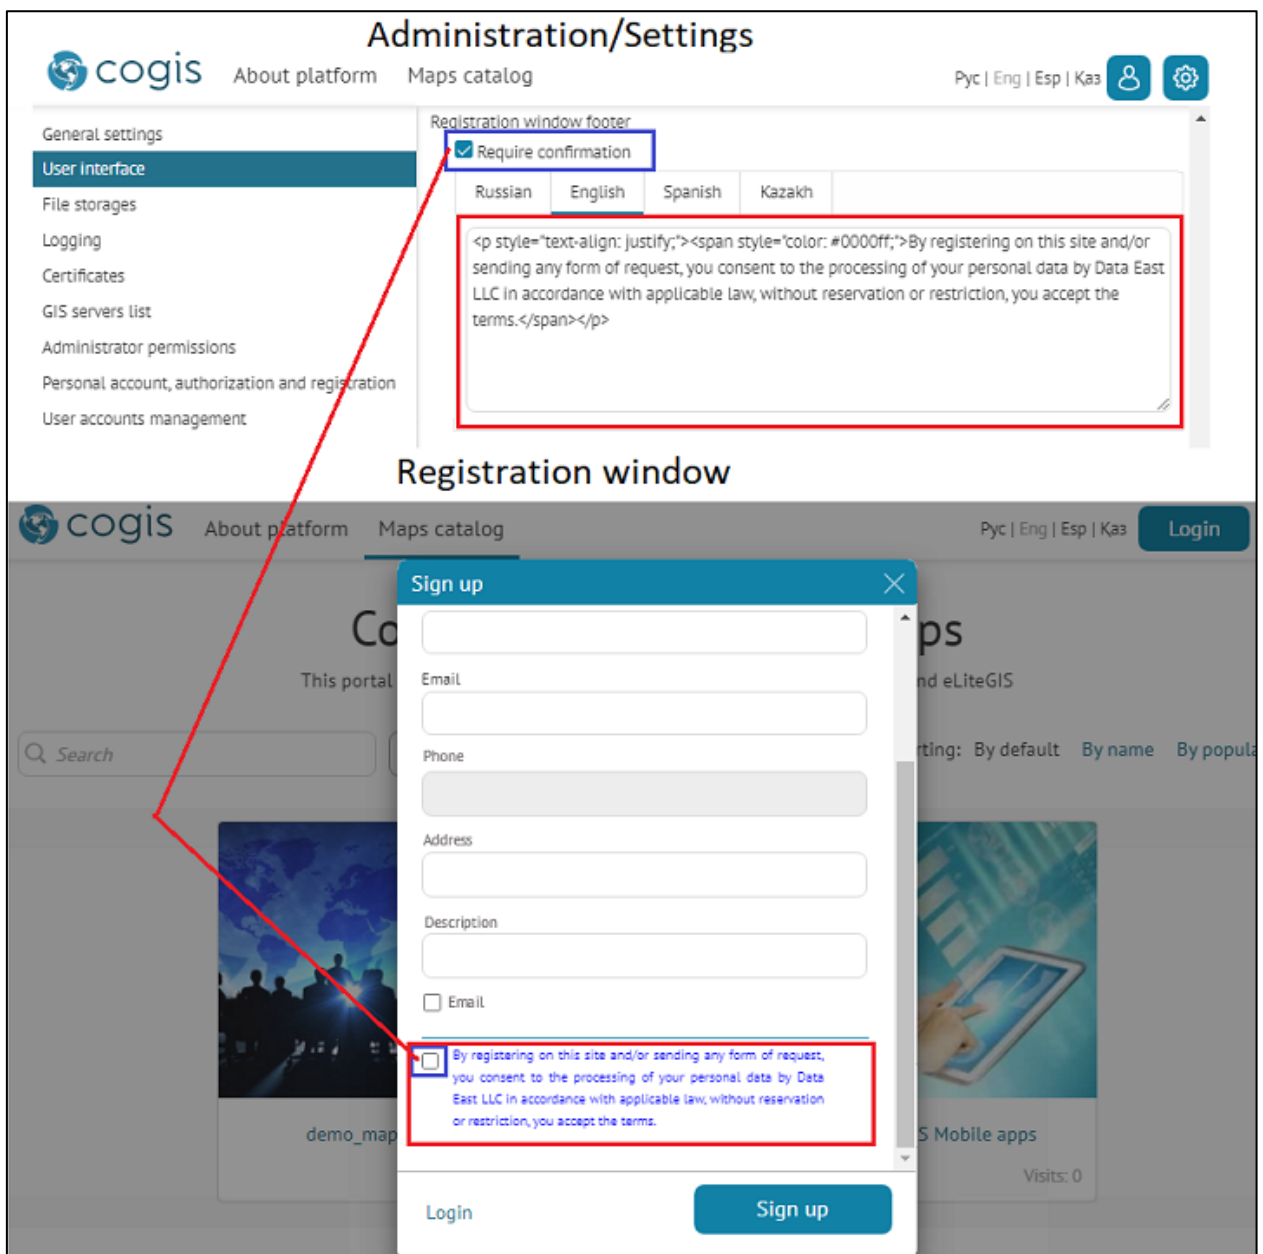 Administration/Settings
cogis About platform Maps catalog Рус | Eng | Esp | Қаз
General settings
User interface
File storages
Logging
Certificates
GIS servers list
Administrator permissions
Personal account, authorization and registration
User accounts management
Registration window footer
Require confirmation
Russian English Spanish Kazakh
<p style="text-align: justify;"><span style="color: #0000ff;">By registering on this site and/or
sending any form of request, you consent to the processing of your personal data by Data East
LLC in accordance with applicable law, without reservation or restriction, you accept the
terms.</span></p>
Registration window
cogis About platform Maps catalog Рус | Eng | Esp | Қаз Login
Sign up
Co
ps
This portal
nd eLiteGIS
Search
rting: By default By name By popula
Email
Phone
Address
Description
Email
By registering on this site and/or sending any form of request,
you consent to the processing of your personal data by Data
East LLC in accordance with applicable law, without reservation
or restriction, you accept the terms.
demo_map
S Mobile apps
Visits: 0
Login Sign up